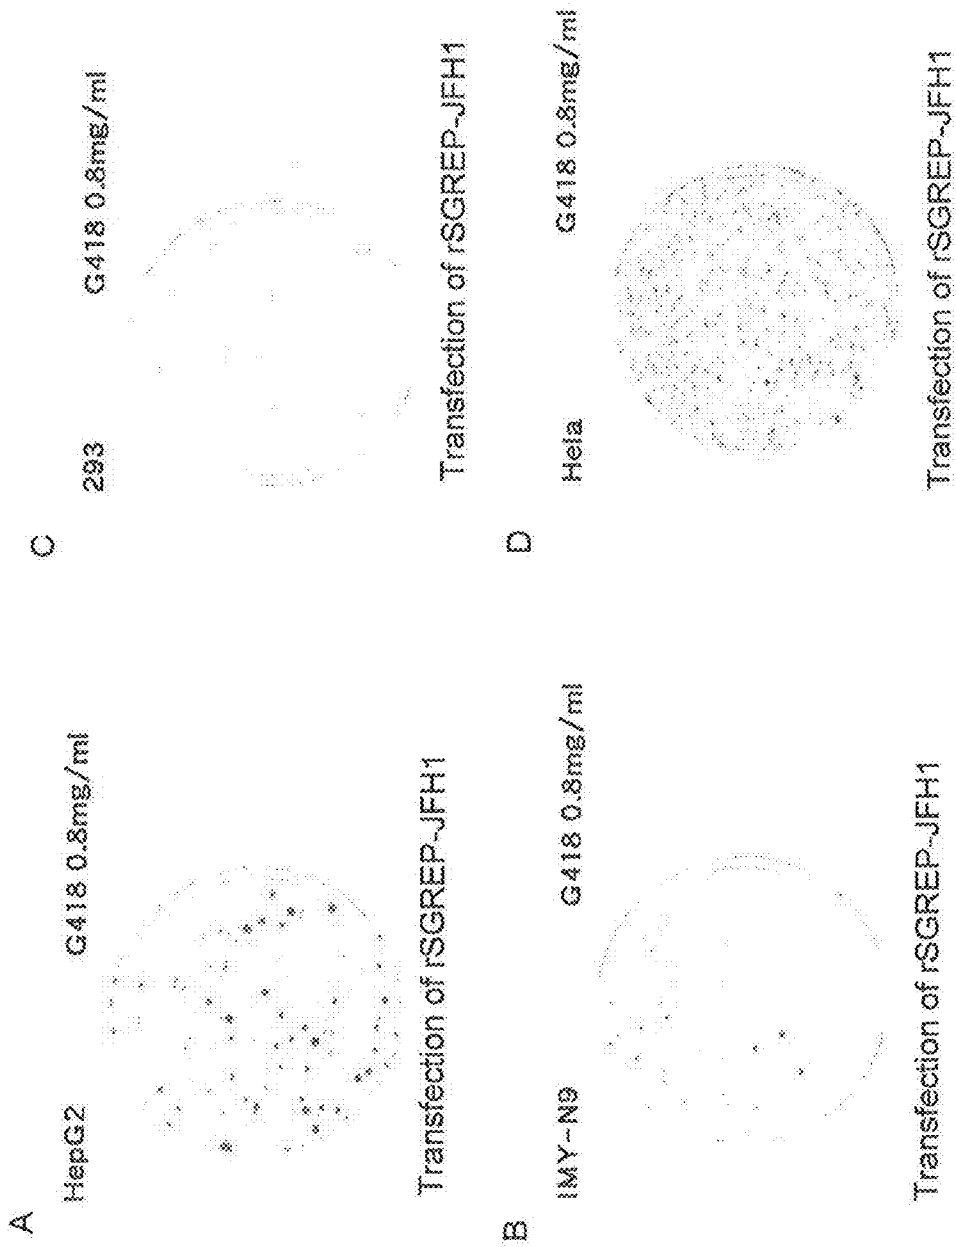 A
HepG2 G418 0.8mg/ml
Transfection of rSGREP-JFH1
B
IMY-N9 G418 0.8mg/ml
Transfection of rSGREP-JFH1
C
293 G418 0.8mg/ml
Transfection of rSGREP-JFH1
D
Hela G418 0.8mg/ml
Transfection of rSGREP-JFH1